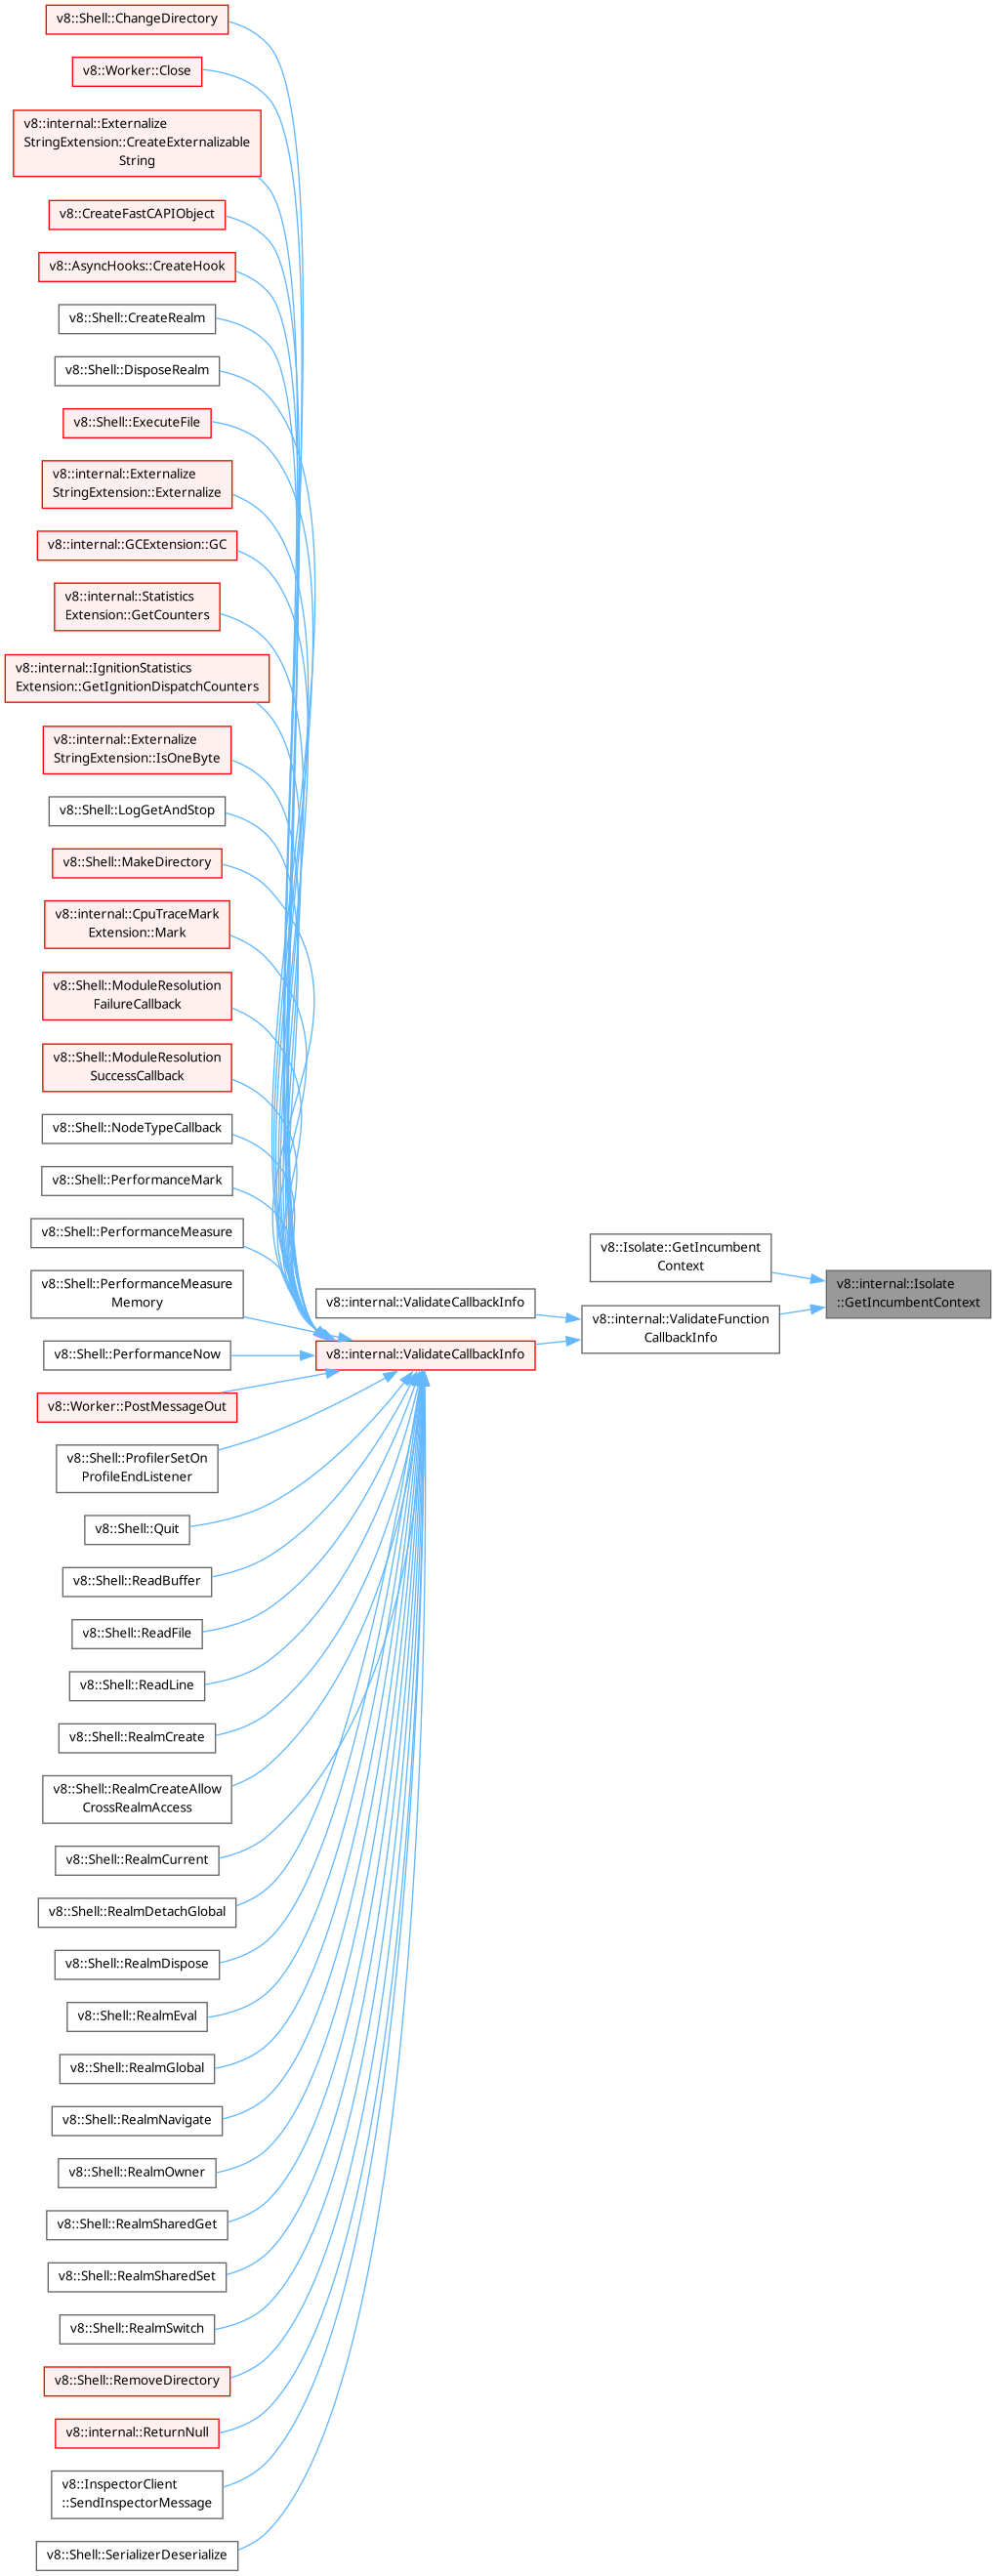 v8::Shell::ChangeDirectory
v8::Worker::Close
v8::internal::Externalize
StringExtension::CreateExternalizable
String
v8::CreateFastCAPIObject
v8::AsyncHooks::CreateHook
v8::Shell::CreateRealm
v8::Shell::DisposeRealm
v8::Shell::ExecuteFile
v8::internal::Externalize
StringExtension::Externalize
v8::internal::GCExtension::GC
v8::internal::Statistics
Extension::GetCounters
v8::internal::IgnitionStatistics
Extension::GetIgnitionDispatchCounters
v8::internal::Externalize
StringExtension::IsOneByte
v8::Shell::LogGetAndStop
v8::Shell::MakeDirectory
v8::internal::CpuTraceMark
Extension::Mark
v8::Shell::ModuleResolution
FailureCallback
v8::Shell::ModuleResolution
SuccessCallback
v8::Shell::NodeTypeCallback
v8::Shell::PerformanceMark
v8::Shell::PerformanceMeasure
v8::Shell::PerformanceMeasure
Memory
v8::Shell::PerformanceNow
v8::Worker::PostMessageOut
v8::Shell::ProfilerSetOn
ProfileEndListener
v8::Shell::Quit
v8::Shell::ReadBuffer
v8::Shell::ReadFile
v8::Shell::ReadLine
v8::Shell::RealmCreate
v8::Shell::RealmCreateAllow
CrossRealmAccess
v8::Shell::RealmCurrent
v8::Shell::RealmDetachGlobal
v8::Shell::RealmDispose
v8::Shell::RealmEval
v8::Shell::RealmGlobal
v8::Shell::RealmNavigate
v8::Shell::RealmOwner
v8::Shell::RealmSharedGet
v8::Shell::RealmSharedSet
v8::Shell::RealmSwitch
v8::Shell::RemoveDirectory
v8::internal::ReturnNull
v8::InspectorClient
::SendInspectorMessage
v8::Shell::SerializerDeserialize
v8::internal::ValidateCallbackInfo
v8::internal::ValidateCallbackInfo
v8::Isolate::GetIncumbent
Context
v8::internal::ValidateFunction
CallbackInfo
v8::internal::Isolate
::GetIncumbentContext